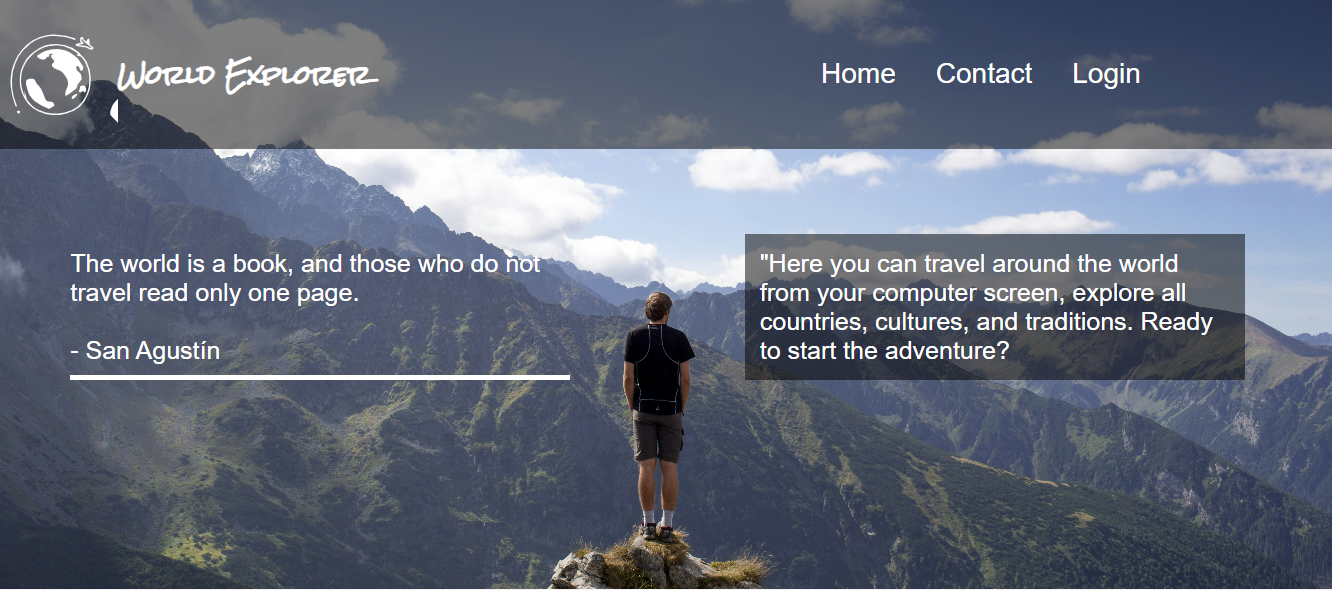 World Explorer
Home Contact Login
The world is a book, and those who do not
travel read only one page.
- San Agustín
"Here you can travel around the world
from your computer screen, explore all
countries, cultures, and traditions. Ready
to start the adventure?